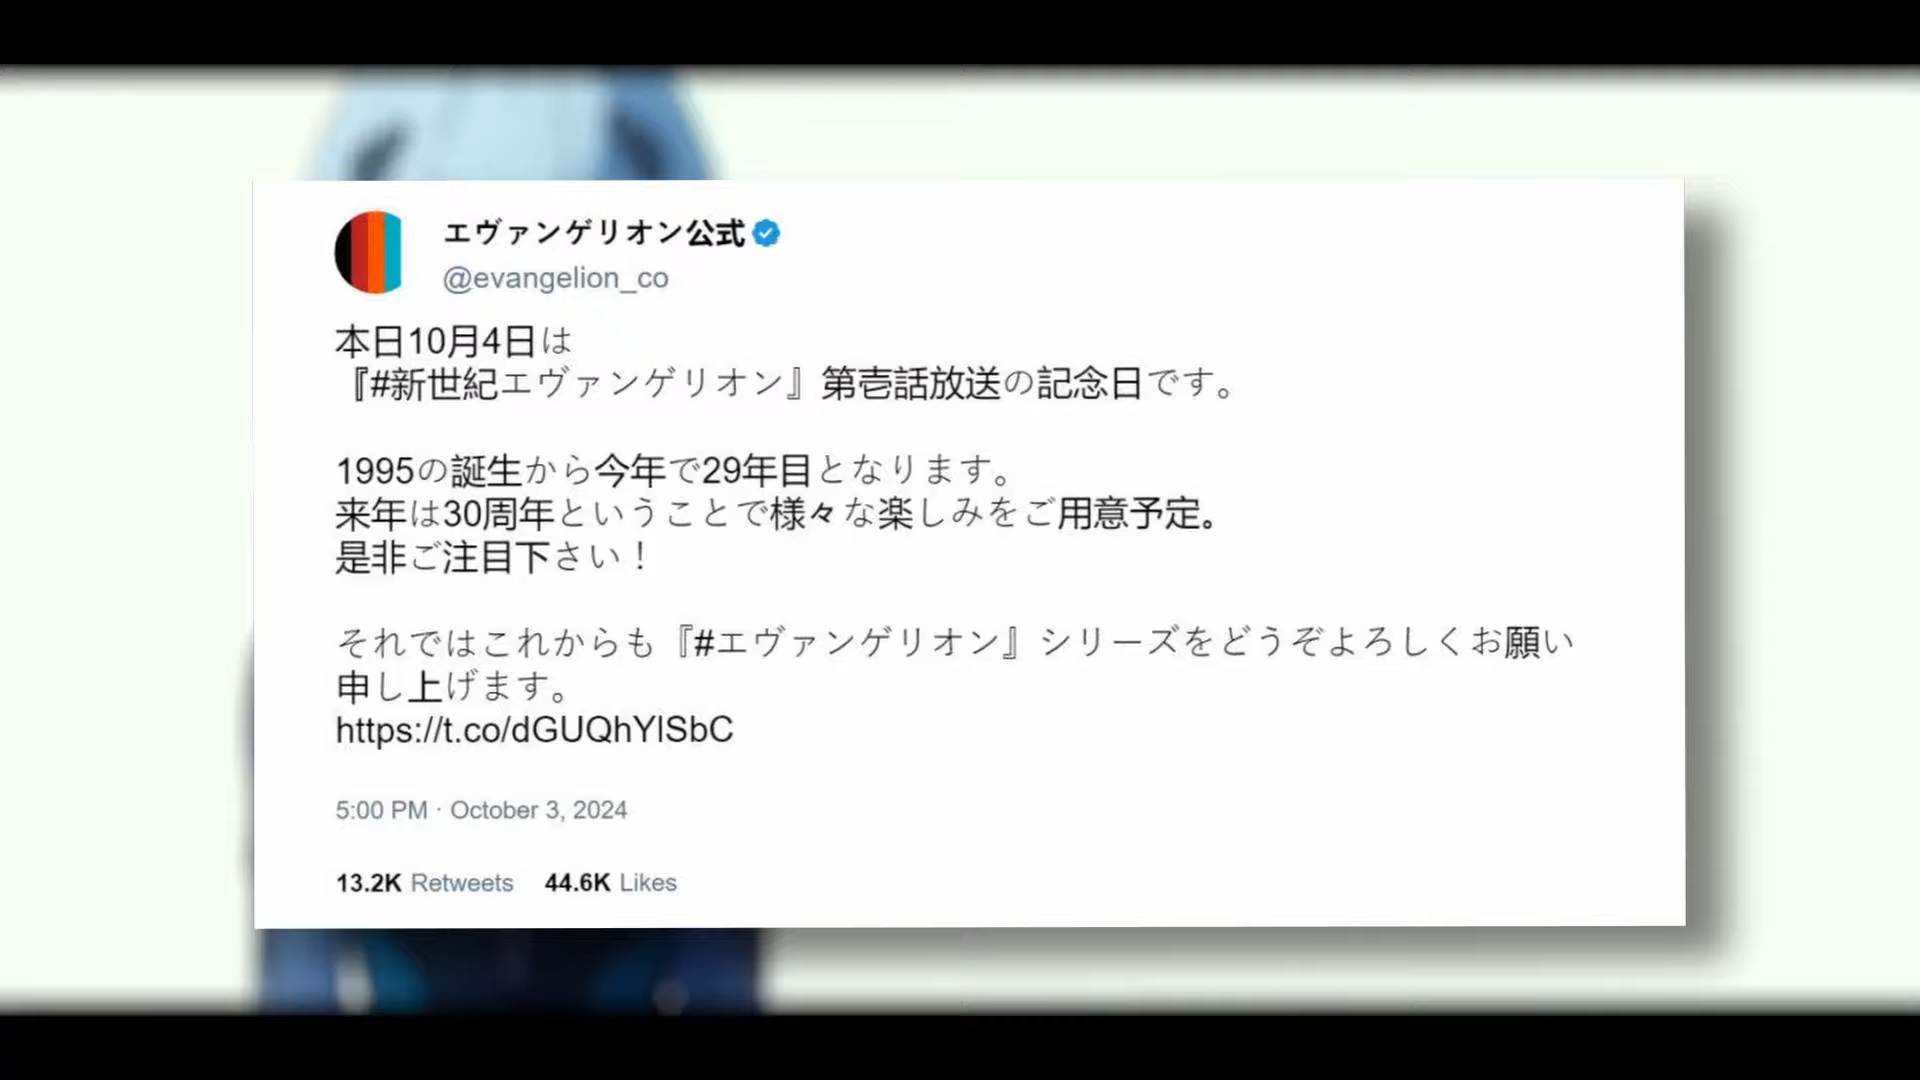 エヴァンゲリオン公式
@evangelion_co
本日10月4日は
『#新世紀エヴァンゲリオン』第壱話放送の記念日です。
1995の誕生から今年で29年目となります。
来年は30周年ということで様々な楽しみをご用意予定。
是非ご注目下さい！
それではこれからも『#エヴァンゲリオン』シリーズをどうぞよろしくお願い
申し上げます。
https://t.co/dGUQhYlSbC
5:00 PM · October 3, 2024
13.2K Retweets 44.6K Likes